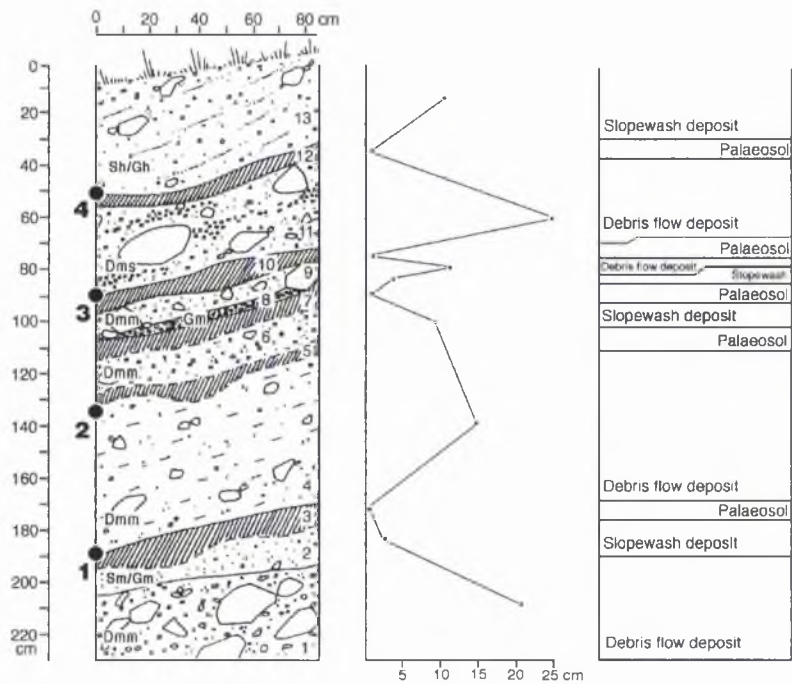 0 20 40 60 80 cm
0
20
40
60
80
100
120
140
160
180
200
220
cm
13
12
Sh/Gh
4
11
Dms
10
9
3
8
7
Dmm
Gm
6
5
Dmm
2
4
Dmm
3
1
2
Sm/Gm
Dmm
1
5 10 15 20 25 cm
Slopewash deposit
Palaeosol
Debris flow deposit
Palaeosol
Debris flow deposit
Slopewash
Palaeosol
Slopewash deposit
Palaeosol
Debris flow deposit
Palaeosol
Slopewash deposit
Debris flow deposit